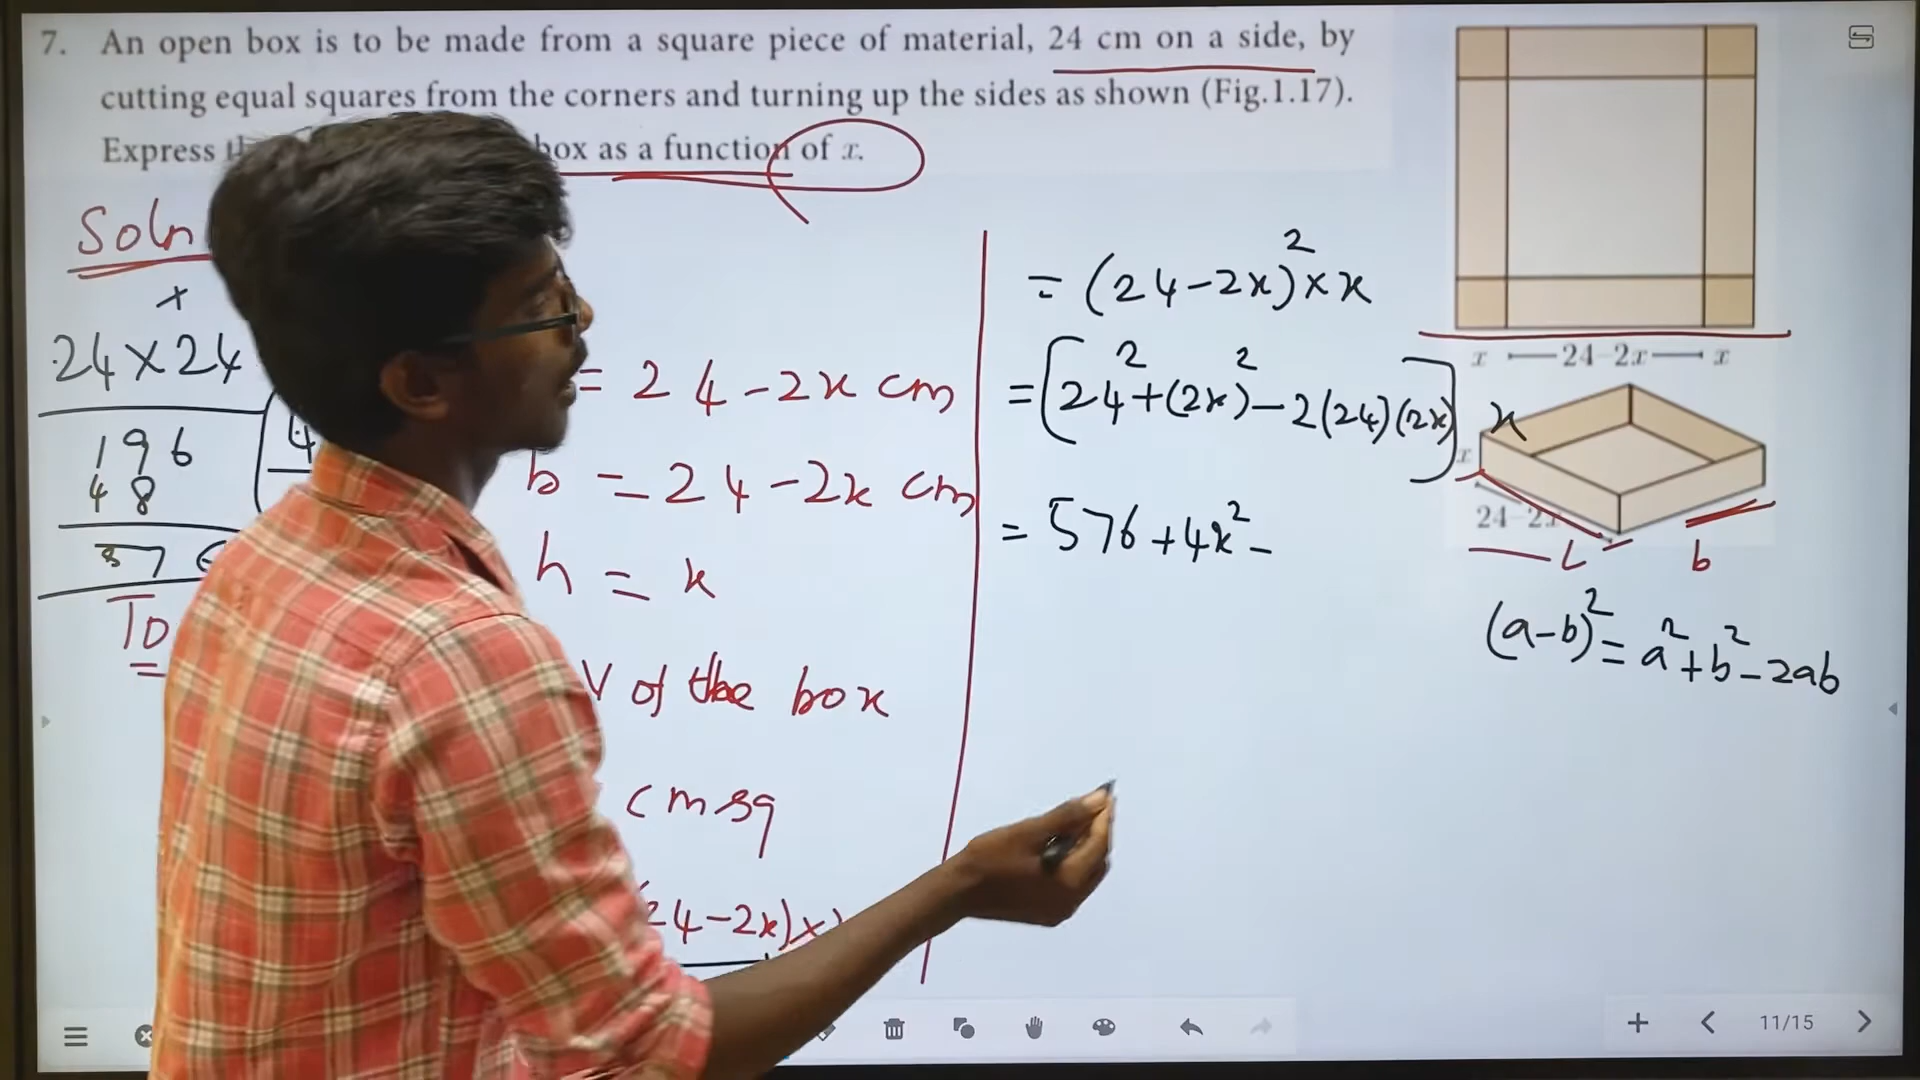 7. An open box is to be made from a square piece of material, 24 cm on a side, by
cutting equal squares from the corners and turning up the sides as shown (Fig.1.17).
Express box as a function of x.
Soln
x
24×24
196
48
576
To
4
= 24-2x cm
b = 24-2x cm
h = x
V of the box
cm sq
24-2x)×
= (24-2x)²×x
= [24²+(2x)²-2(24)(2x)] x
= 576+4x²-
x 24-2x x
x
24-2x
L b
(a-b)²= a²+b²-2ab
11/15